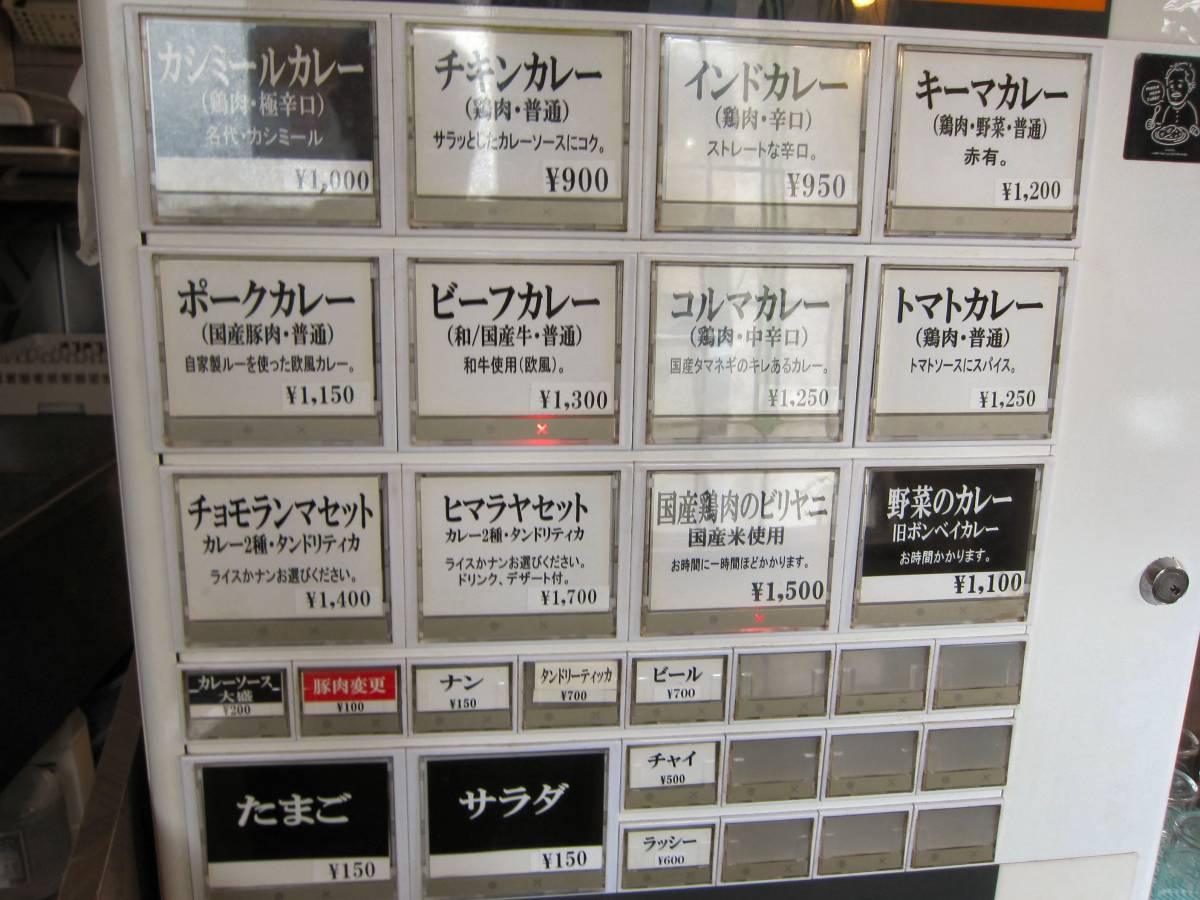 カシミールカレー
(鶏肉・極辛口)
名代・カシミール
¥1,000
チキンカレー
(鶏肉・普通)
サラッとしたカレーソースにコク。
¥900
インドカレー
(鶏肉・辛口)
ストレートな辛口。
¥950
キーマカレー
(鶏肉・野菜・普通)
赤有。
¥1,200
ポークカレー
(国産豚肉・普通)
自家製ルーを使った欧風カレー。
¥1,150
ビーフカレー
(和/国産牛・普通)
和牛使用(欧風)。
¥1,300
コルマカレー
(鶏肉・中辛口)
国産タマネギのキレあるカレー。
¥1,250
トマトカレー
(鶏肉・普通)
トマトソースにスパイス。
¥1,250
チョモランマセット
カレー2種・タンドリティカ
ライスかナンお選びください。
¥1,400
ヒマラヤセット
カレー2種・タンドリティカ
ライスかナンお選びください。
ドリンク、デザート付。
¥1,700
国産鶏肉のビリヤニ
国産米使用
お時間に一時間ほどかかります。
¥1,500
野菜のカレー
旧ボンベイカレー
お時間かかります。
¥1,100
カレーソース
大盛
¥200
豚肉変更
¥100
ナン
¥150
タンドリーティッカ
¥700
ビール
¥700
たまご
¥150
サラダ
¥150
チャイ
¥500
ラッシー
¥600